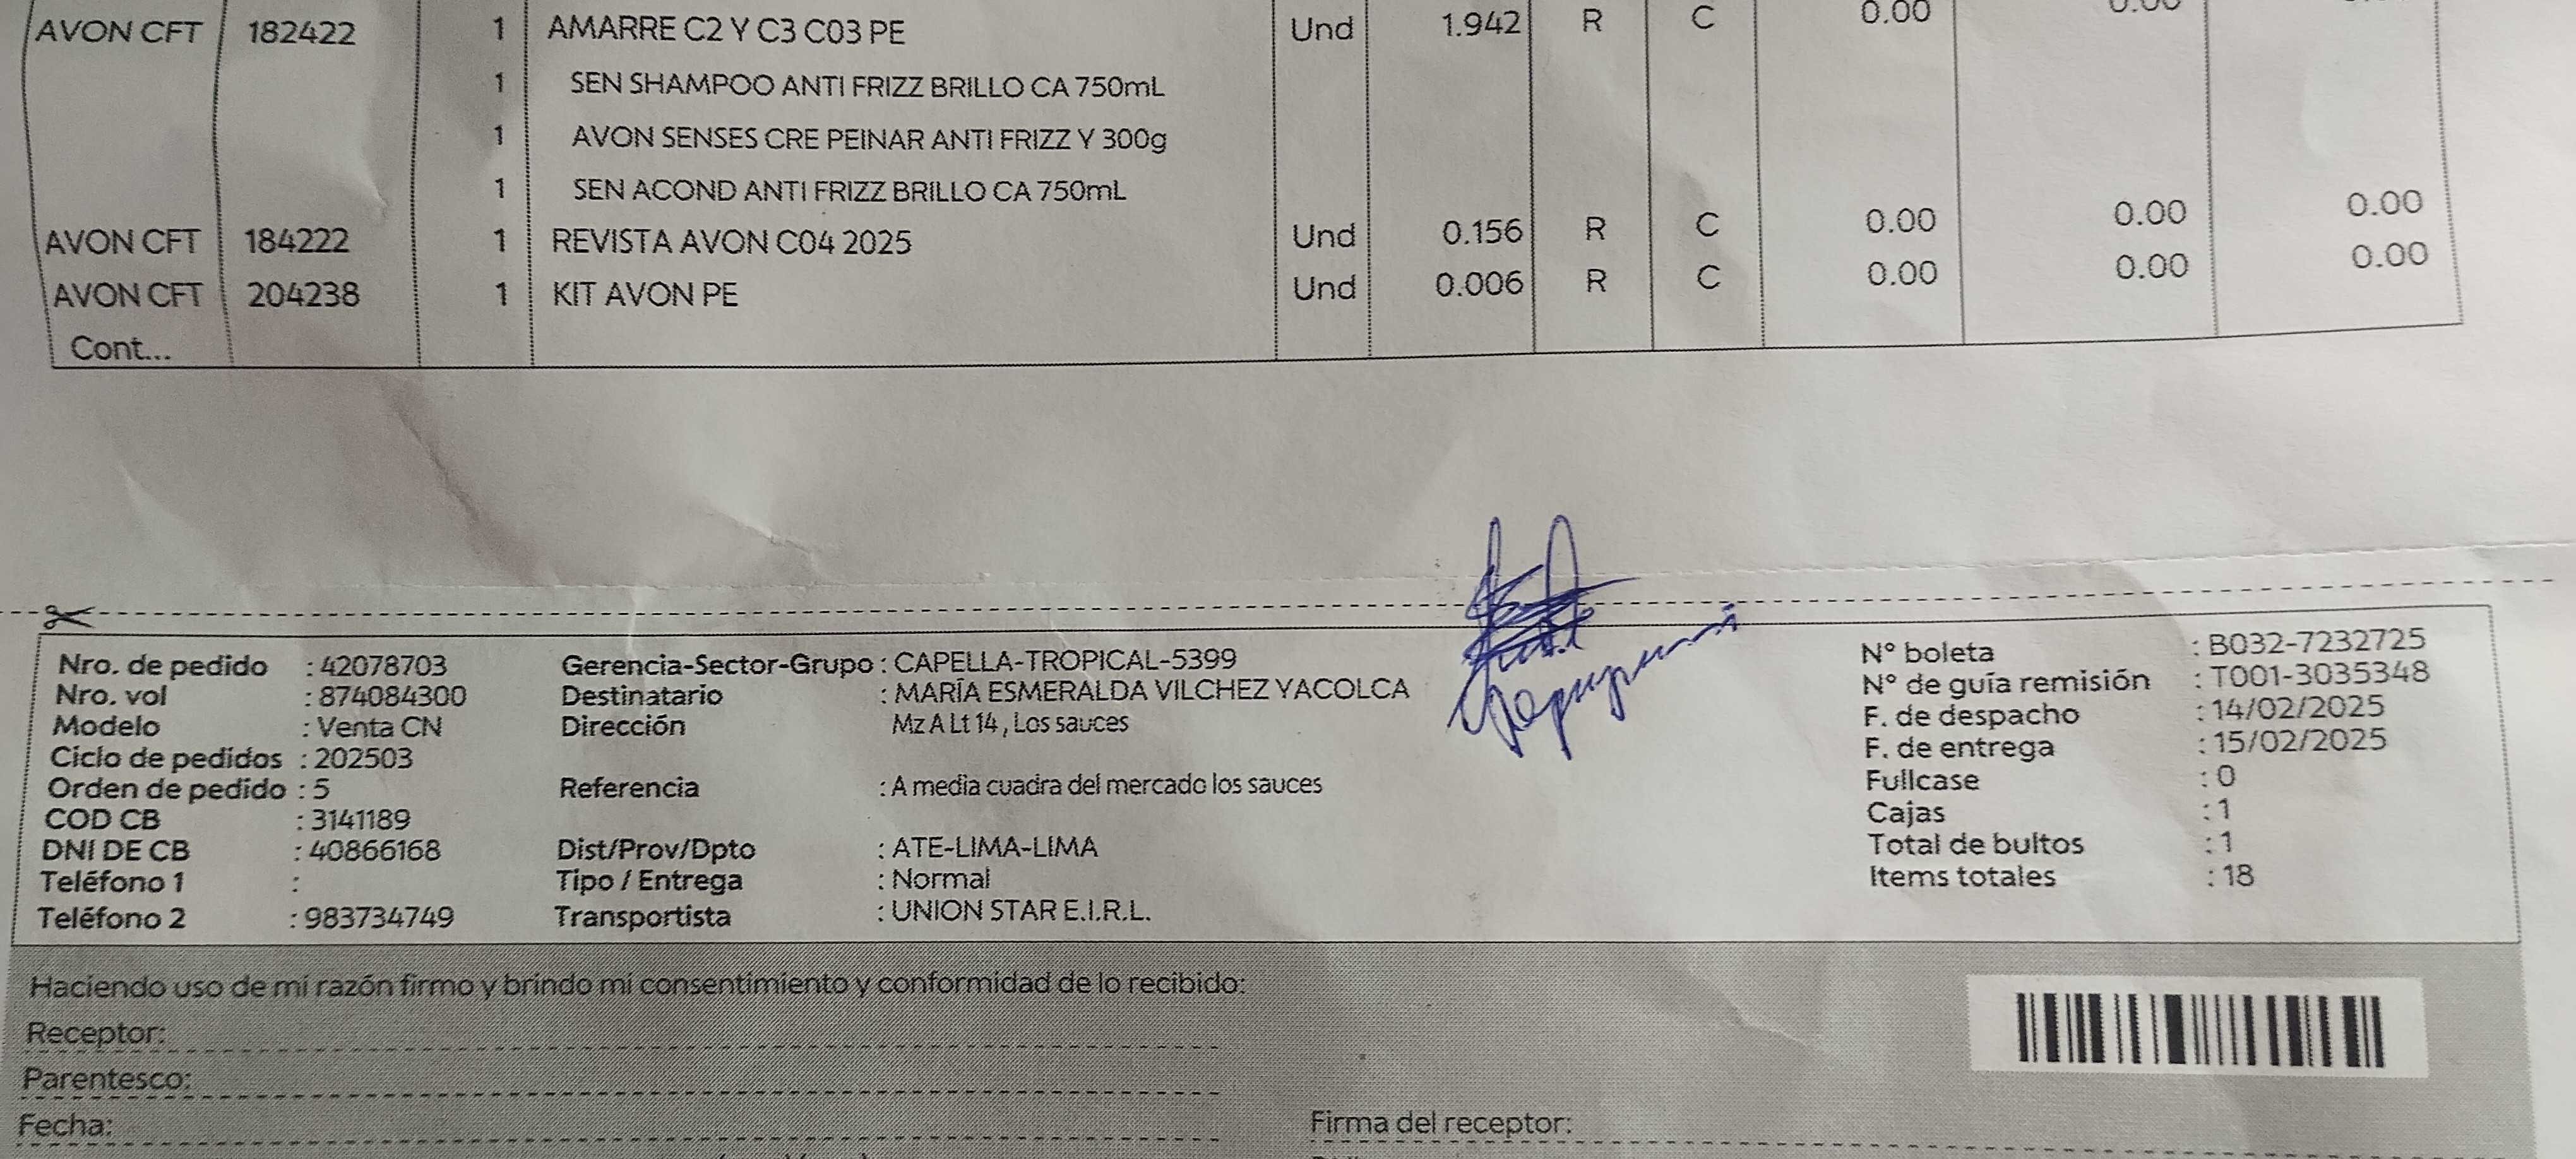 AVON CFT 182422 1 AMARRE C2 Y C3 C03 PE Und 1.942 R C 0.00 0.00
1 SEN SHAMPOO ANTI FRIZZ BRILLO CA 750mL
1 AVON SENSES CRE PEINAR ANTI FRIZZ Y 300g
1 SEN ACOND ANTI FRIZZ BRILLO CA 750mL
AVON CFT 184222 1 REVISTA AVON C04 2025 Und 0.156 R C 0.00 0.00 0.00
AVON CFT 204238 1 KIT AVON PE Und 0.006 R C 0.00 0.00 0.00
Cont...
Nro. de pedido : 42078703 Gerencia-Sector-Grupo : CAPELLA-TROPICAL-5399 N° boleta : B032-7232725
Nro. vol : 874084300 Destinatario : MARÍA ESMERALDA VILCHEZ YACOLCA N° de guía remisión : T001-3035348
Modelo : Venta CN Dirección Mz A Lt 14 , Los sauces F. de despacho : 14/02/2025
Ciclo de pedidos : 202503 F. de entrega : 15/02/2025
Orden de pedido : 5 Referencia : A media cuadra del mercado los sauces Fullcase : 0
COD CB : 3141189 Cajas : 1
DNI DE CB : 40866168 Dist/Prov/Dpto : ATE-LIMA-LIMA Total de bultos : 1
Teléfono 1 : Tipo / Entrega : Normal Items totales : 18
Teléfono 2 : 983734749 Transportista : UNION STAR E.I.R.L.
Haciendo uso de mi razón firmo y brindo mi consentimiento y conformidad de lo recibido:
Receptor:
Parentesco:
Fecha: Firma del receptor: